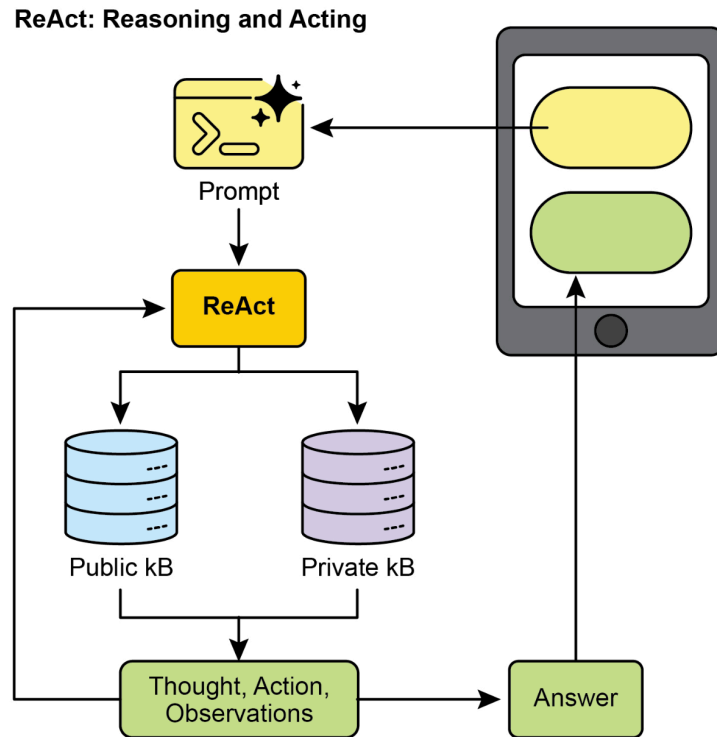 ReAct: Reasoning and Acting
Prompt
ReAct
Public kB
Private kB
Thought, Action,
Observations
Answer